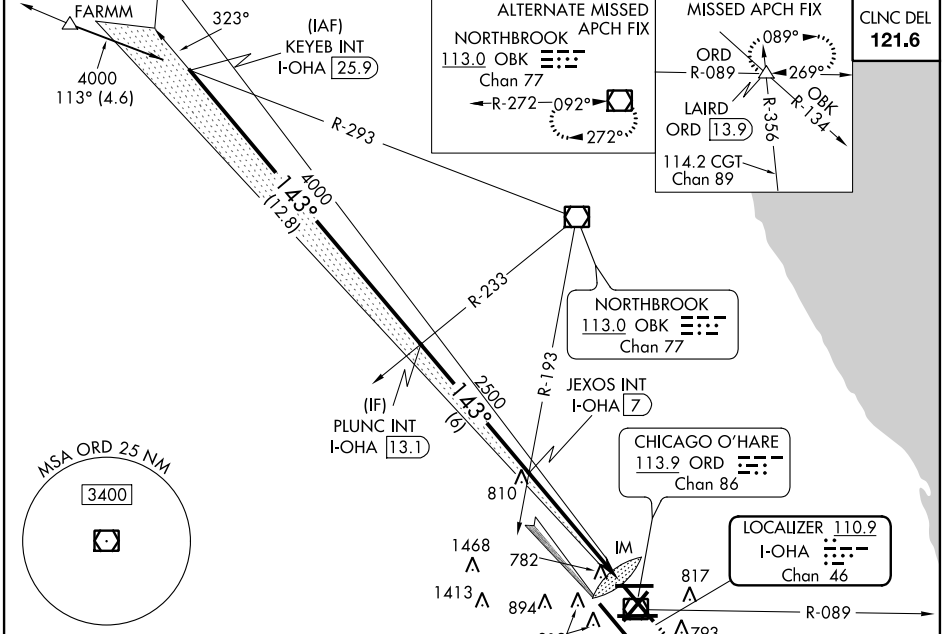 FARMM
323°
(IAF)
KEYEB INT
I-OHA 25.9
4000
113° (4.6)
ALTERNATE MISSED
APCH FIX
NORTHBROOK
113.0 OBK
Chan 77
R-272
092°
272°
MISSED APCH FIX
089°
ORD
R-089
269°
OBK
R-134
LAIRD
ORD 13.9
R-356
114.2 CGT
Chan 89
CLNC DEL
121.6
R-293
4000
143°
(12.8)
R-233
NORTHBROOK
113.0 OBK
Chan 77
R-193
(IF)
PLUNC INT
I-OHA 13.1
2500
143°
(6)
JEXOS INT
I-OHA 7
CHICAGO O'HARE
113.9 ORD
Chan 86
MSA ORD 25 NM
3400
810
IM
LOCALIZER 110.9
I-OHA
Chan 46
1468
782
817
1413
894
R-089
793